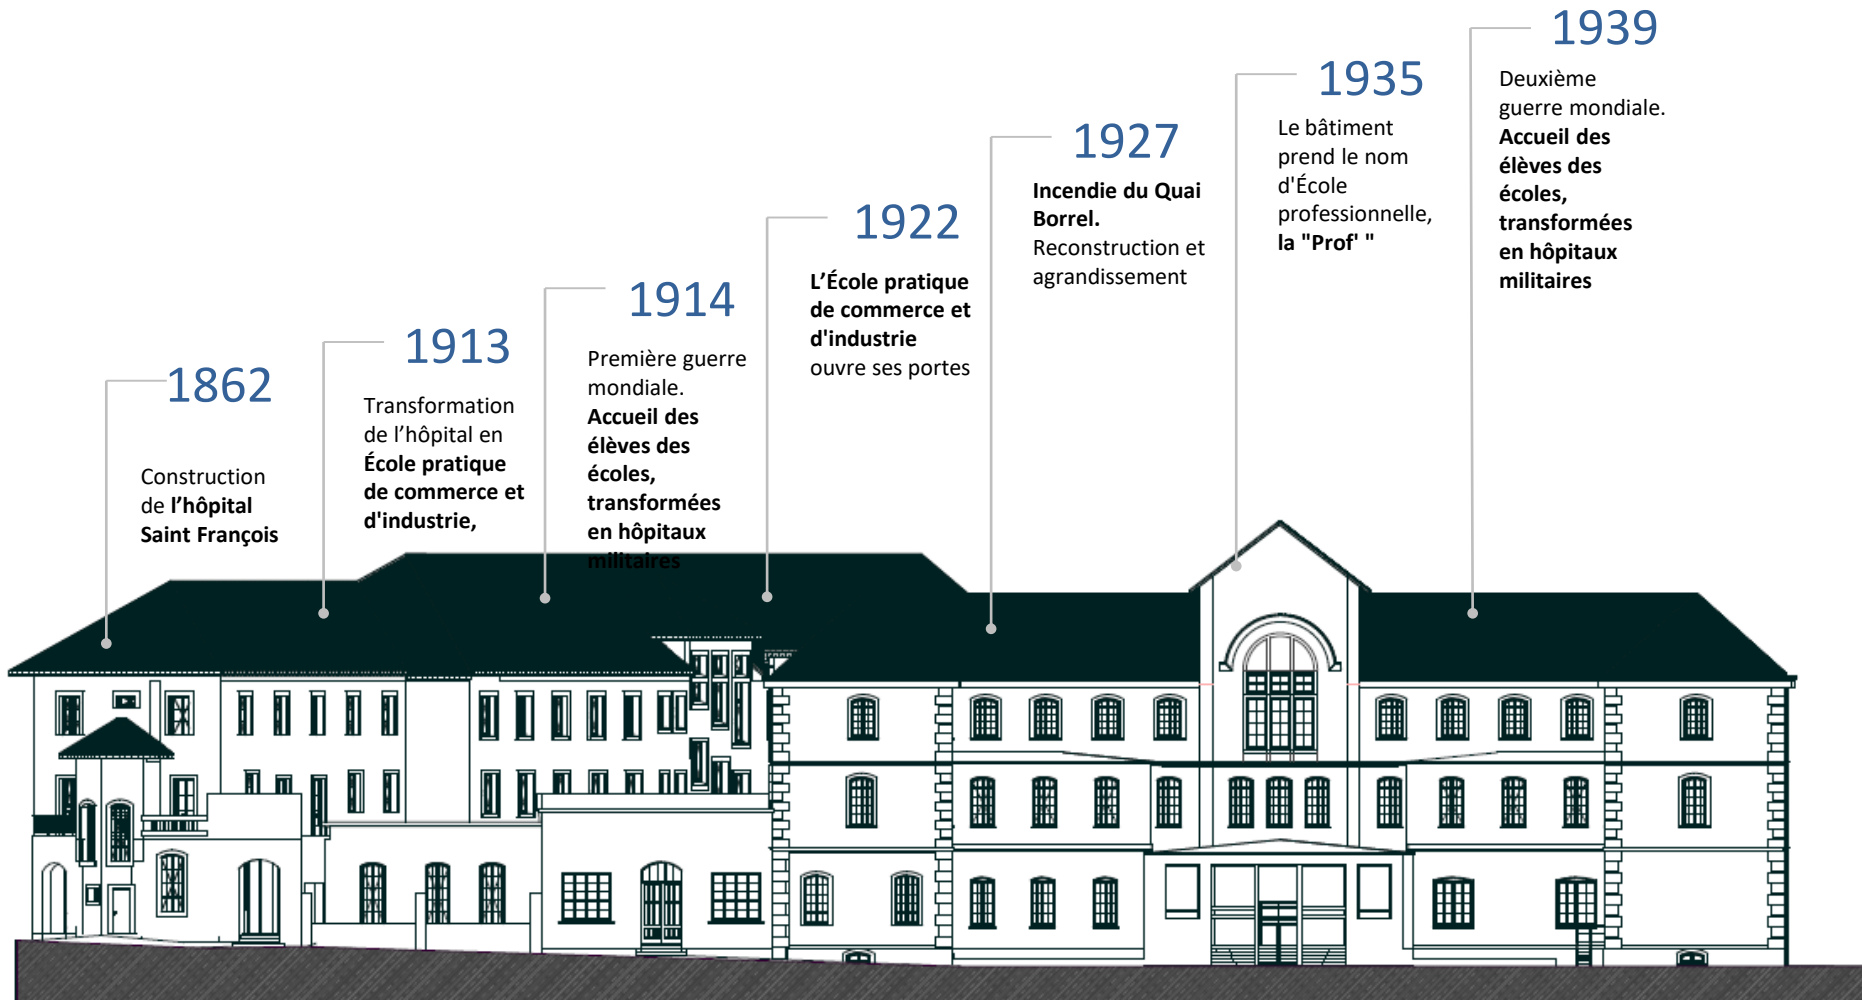 1862
Construction
de l’hôpital
Saint François
1913
Transformation
de l’hôpital en
École pratique
de commerce et
d'industrie,
1914
Première guerre
mondiale.
Accueil des
élèves des
écoles,
transformées
en hôpitaux
militaires
1922
L’École pratique
de commerce et
d'industrie
ouvre ses portes
1927
Incendie du Quai
Borrel.
Reconstruction et
agrandissement
1935
Le bâtiment
prend le nom
d'École
professionnelle,
la "Prof' "
1939
Deuxième
guerre mondiale.
Accueil des
élèves des
écoles,
transformées
en hôpitaux
militaires